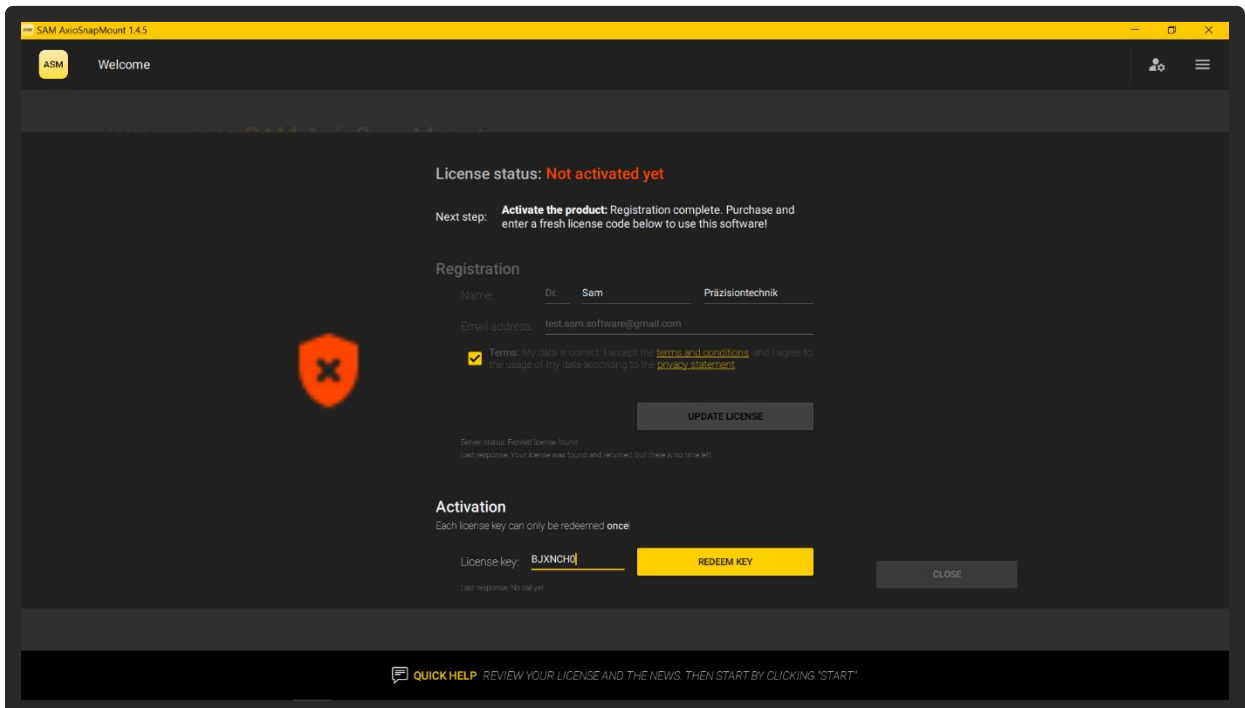 SAM AxioSnapMount 1.4.5
ASM Welcome
SAM AxioSnapMount
License status: Not activated yet
Next step: Activate the product: Registration complete. Purchase and
enter a fresh license code below to use this software!
Registration
Name: Dr. Sam Präzisiontechnik
Email address: test.asm.software@gmail.com
Terms: My data is correct, I accept the terms and conditions, and I agree to
the usage of my data according to the privacy statement.
UPDATE LICENSE
Server status: Expired license found
Last response: Your license was found and returned, but there is no time left.
Activation
Each license key can only be redeemed once!
License key: BJXNCH0 REDEEM KEY
CLOSE
Last response: No call yet.
QUICK HELP REVIEW YOUR LICENSE AND THE NEWS. THEN START BY CLICKING "START"